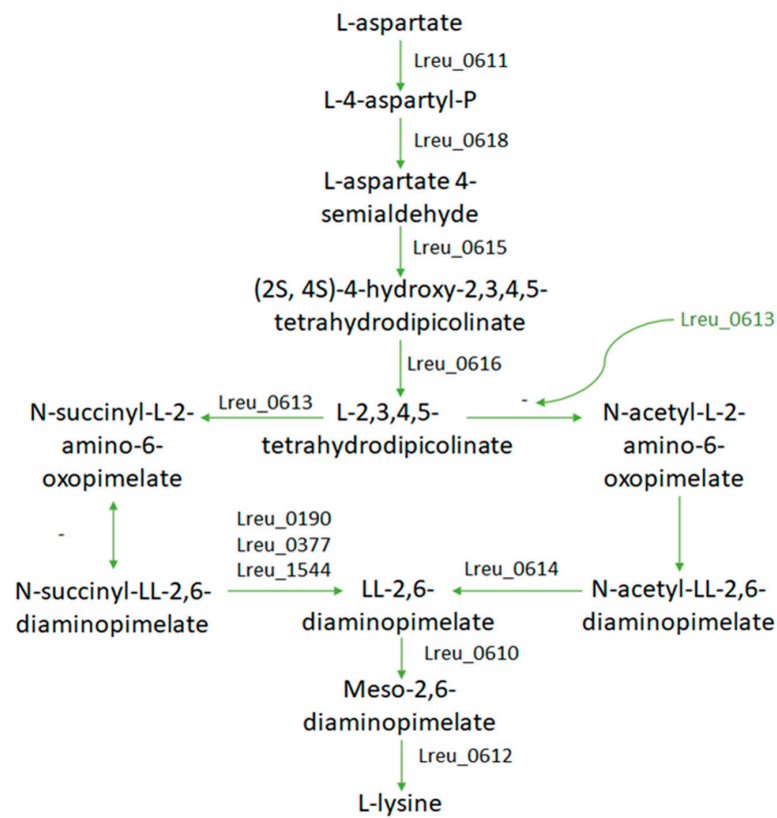 L-aspartate
Lreu_0611
L-4-aspartyl-P
Lreu_0618
L-aspartate 4-
semialdehyde
Lreu_0615
(2S, 4S)-4-hydroxy-2,3,4,5-
tetrahydrodipicolinate
Lreu_0613
Lreu_0616
N-succinyl-L-2-
amino-6-
oxopimelate
Lreu_0613
L-2,3,4,5-
tetrahydrodipicolinate
-
N-acetyl-L-2-
amino-6-
oxopimelate
-
Lreu_0190
Lreu_0377
Lreu_1544
N-succinyl-LL-2,6-
diaminopimelate
LL-2,6-
diaminopimelate
Lreu_0614
N-acetyl-LL-2,6-
diaminopimelate
Lreu_0610
Meso-2,6-
diaminopimelate
Lreu_0612
L-lysine